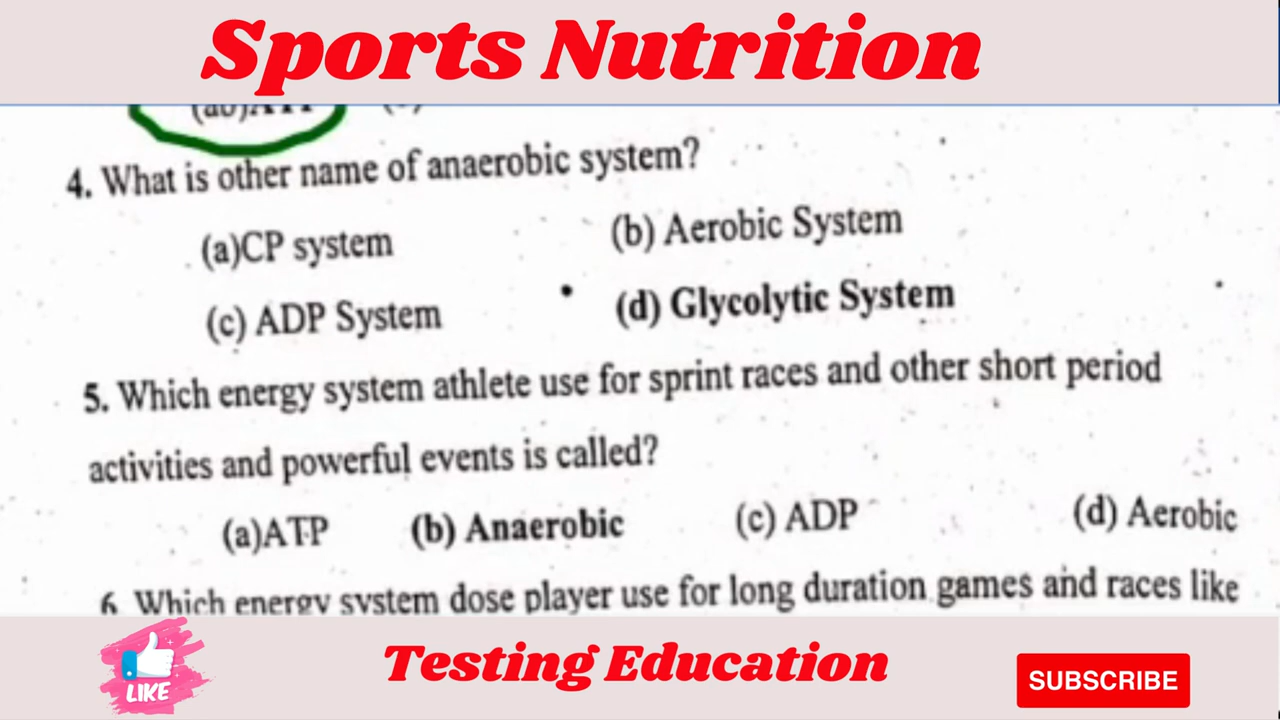 Sports Nutrition
4. What is other name of anaerobic system?
(a)CP system (b) Aerobic System
(c) ADP System (d) Glycolytic System
5. Which energy system athlete use for sprint races and other short period
activities and powerful events is called?
(a)ATP (b) Anaerobic (c) ADP (d) Aerobic
6 Which energy system dose player use for long duration games and races like
LIKE
Testing Education
SUBSCRIBE